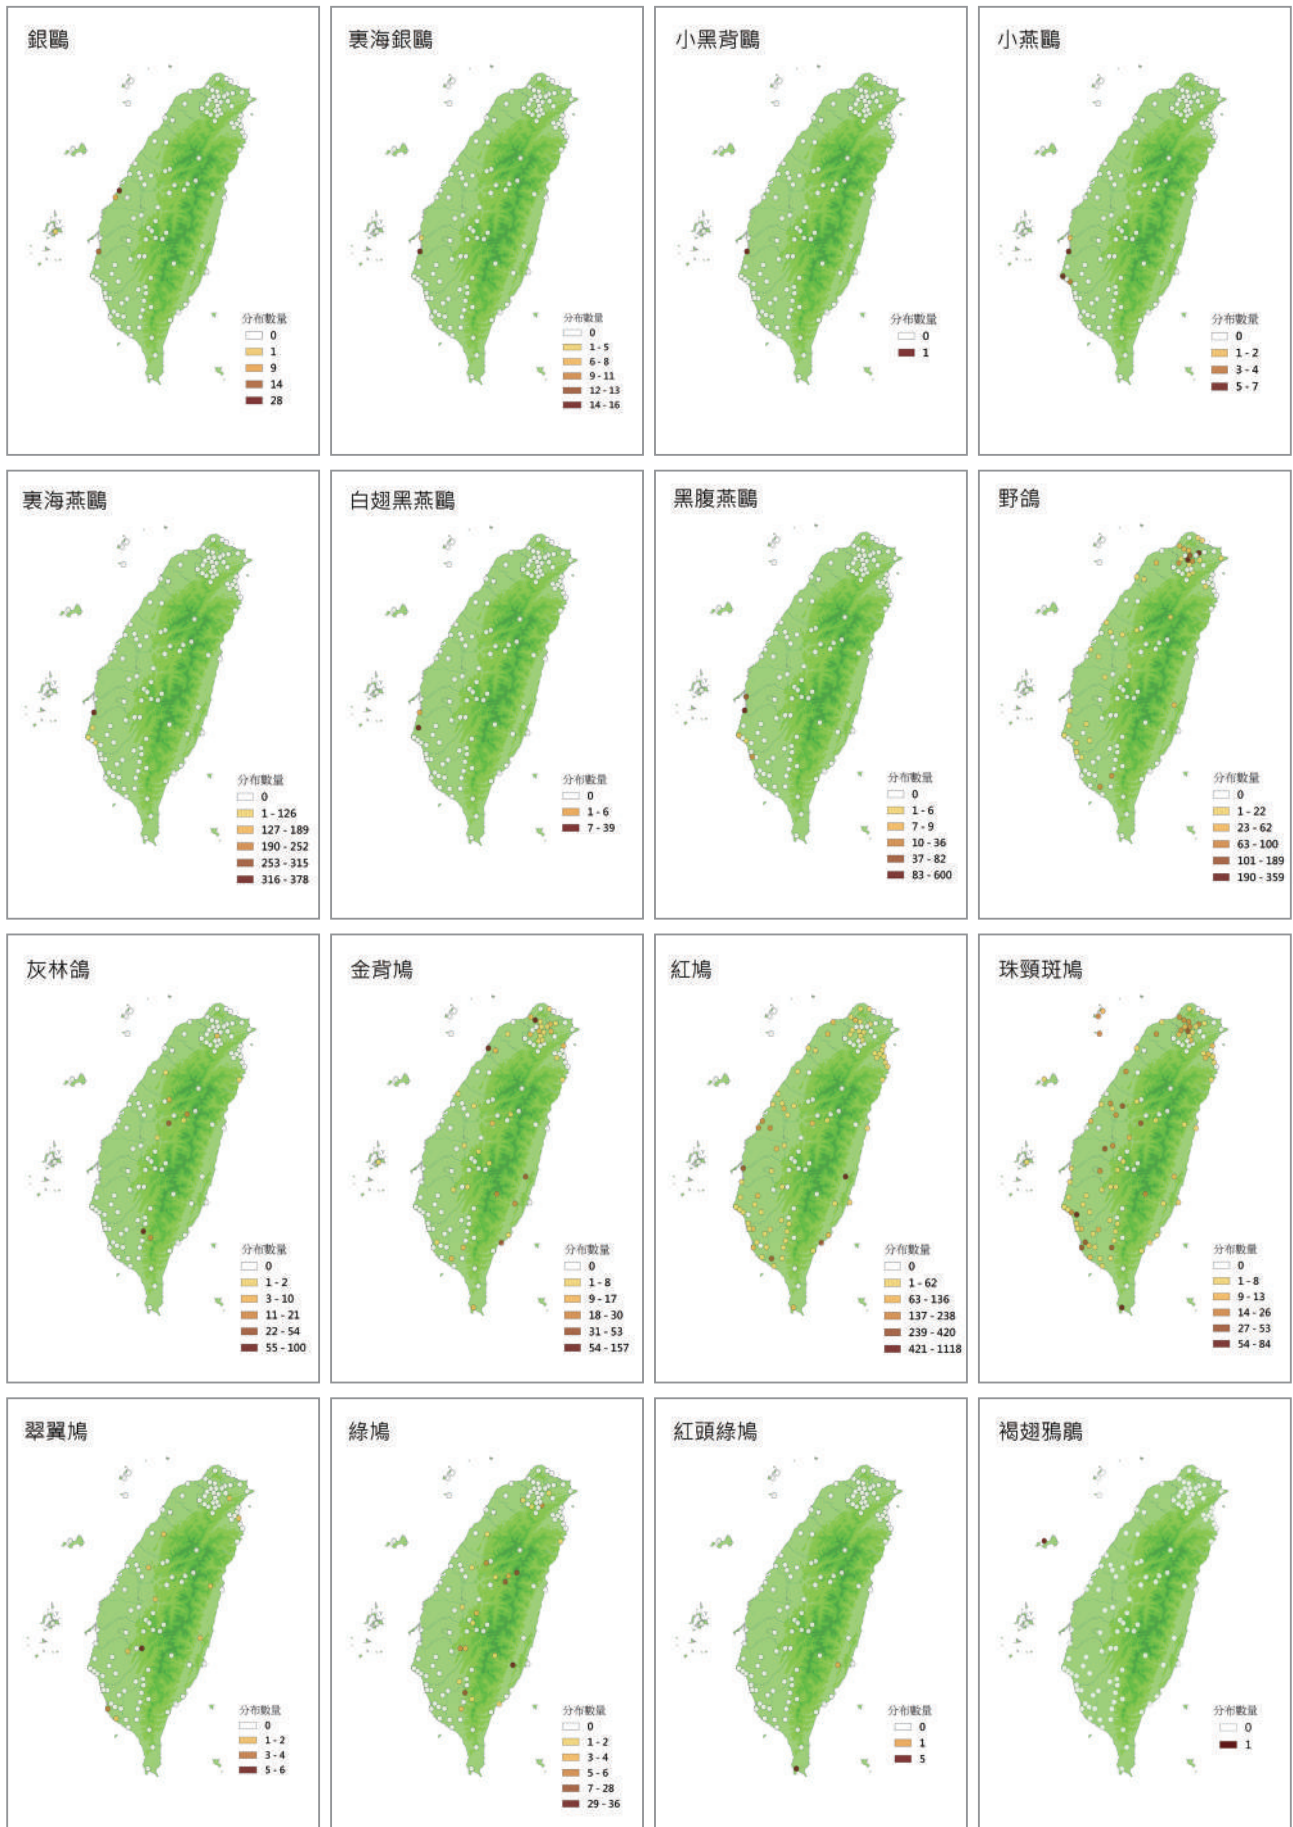 銀鷗
分布數量
0
1
9
14
28
裏海銀鷗
分布數量
0
1 - 5
6 - 8
9 - 11
12 - 13
14 - 16
小黑背鷗
分布數量
0
1
小燕鷗
分布數量
0
1 - 2
3 - 4
5 - 7
裏海燕鷗
分布數量
0
1 - 126
127 - 189
190 - 252
253 - 315
316 - 378
白翅黑燕鷗
分布數量
0
1 - 6
7 - 39
黑腹燕鷗
分布數量
0
1 - 6
7 - 9
10 - 36
37 - 82
83 - 600
野鴿
分布數量
0
1 - 22
23 - 62
63 - 100
101 - 189
190 - 359
灰林鴿
分布數量
0
1 - 2
3 - 10
11 - 21
22 - 54
55 - 100
金背鳩
分布數量
0
1 - 8
9 - 17
18 - 30
31 - 53
54 - 157
紅鳩
分布數量
0
1 - 62
63 - 136
137 - 238
239 - 420
421 - 1118
珠頸斑鳩
分布數量
0
1 - 8
9 - 13
14 - 26
27 - 53
54 - 84
翠翼鳩
分布數量
0
1 - 2
3 - 4
5 - 6
綠鳩
分布數量
0
1 - 2
3 - 4
5 - 6
7 - 28
29 - 36
紅頭綠鳩
分布數量
0
1
5
褐翅鴉鵑
分布數量
0
1